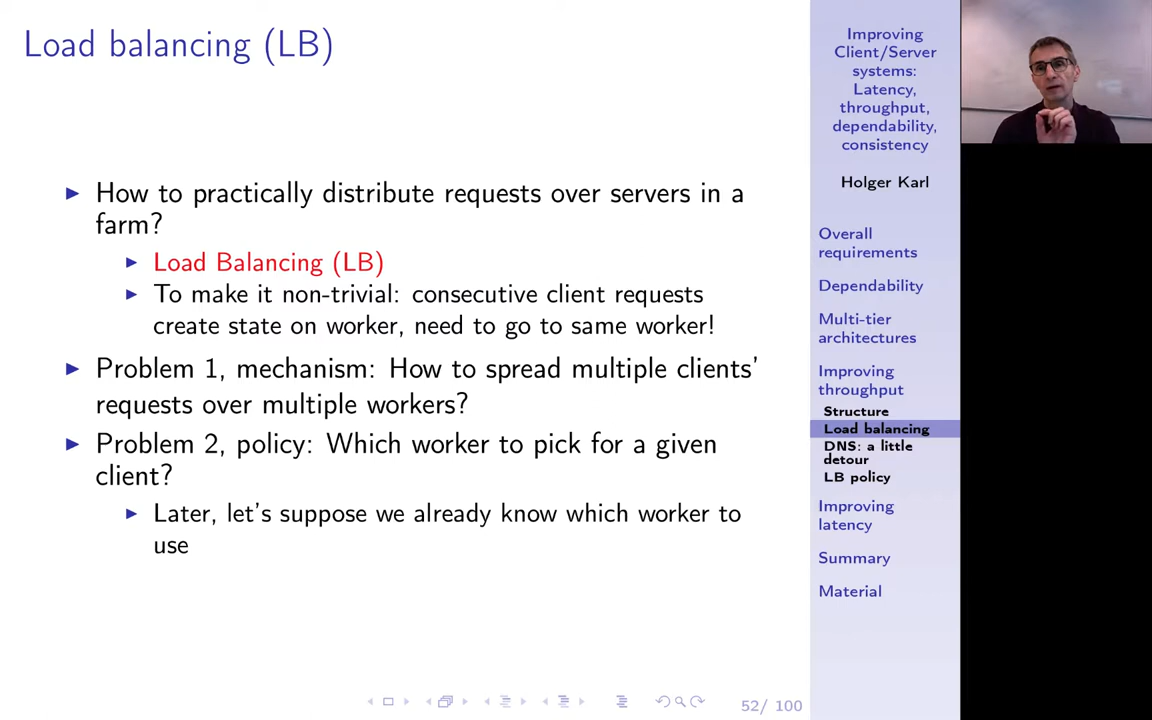 Load balancing (LB)
How to practically distribute requests over servers in a
farm?
Load Balancing (LB)
To make it non-trivial: consecutive client requests
create state on worker, need to go to same worker!
Problem 1, mechanism: How to spread multiple clients'
requests over multiple workers?
Problem 2, policy: Which worker to pick for a given
client?
Later, let's suppose we already know which worker to
use
52/ 100
Improving
Client/Server
systems:
Latency,
throughput,
dependability,
consistency
Holger Karl
Overall
requirements
Dependability
Multi-tier
architectures
Improving
throughput
Structure
Load balancing
DNS: a little
detour
LB policy
Improving
latency
Summary
Material